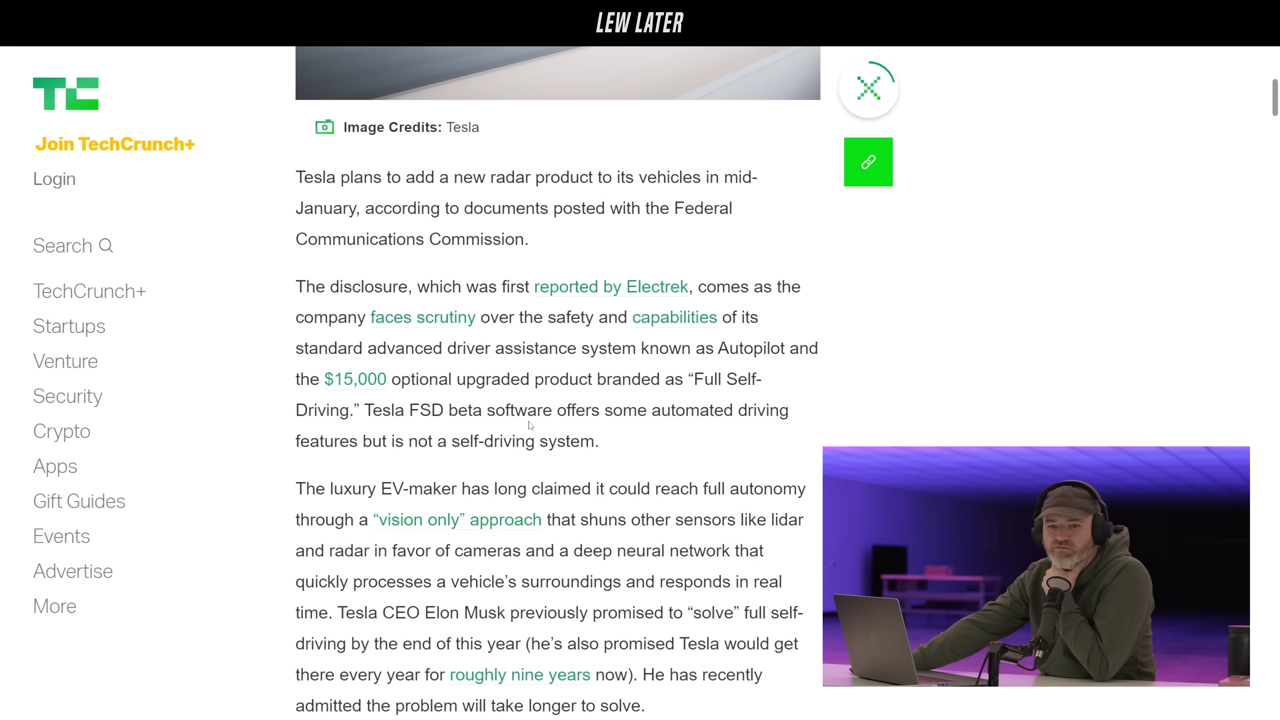 LEW LATER
TC
Join TechCrunch+
Login
Search
TechCrunch+
Startups
Venture
Security
Crypto
Apps
Gift Guides
Events
Advertise
More
Image Credits: Tesla
Tesla plans to add a new radar product to its vehicles in mid-
January, according to documents posted with the Federal
Communications Commission.
The disclosure, which was first reported by Electrek, comes as the
company faces scrutiny over the safety and capabilities of its
standard advanced driver assistance system known as Autopilot and
the $15,000 optional upgraded product branded as “Full Self-
Driving.” Tesla FSD beta software offers some automated driving
features but is not a self-driving system.
The luxury EV-maker has long claimed it could reach full autonomy
through a “vision only” approach that shuns other sensors like lidar
and radar in favor of cameras and a deep neural network that
quickly processes a vehicle’s surroundings and responds in real
time. Tesla CEO Elon Musk previously promised to “solve” full self-
driving by the end of this year (he’s also promised Tesla would get
there every year for roughly nine years now). He has recently
admitted the problem will take longer to solve.